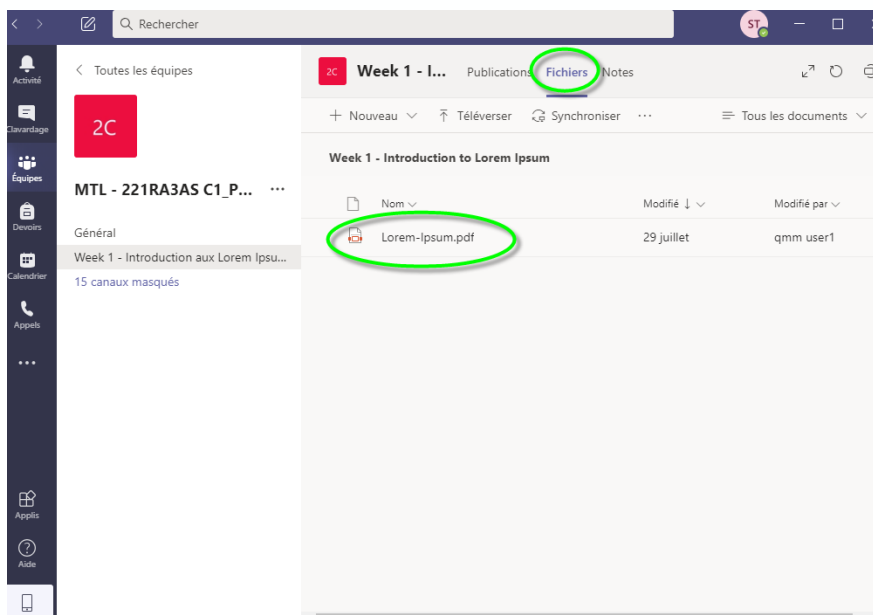 Rechercher
ST
Activité
Clavardage
Équipes
Devoirs
Calendrier
Appels
Applis
Aide
Toutes les équipes
2C
MTL - 221RA3AS C1_P... ...
Général
Week 1 - Introduction aux Lorem Ipsu...
15 canaux masqués
2C Week 1 - I... Publications Fichiers Notes
+ Nouveau Téléverser Synchroniser ... Tous les documents
Week 1 - Introduction to Lorem Ipsum
Nom Modifié ↓ Modifié par
Lorem-Ipsum.pdf 29 juillet qmm user1